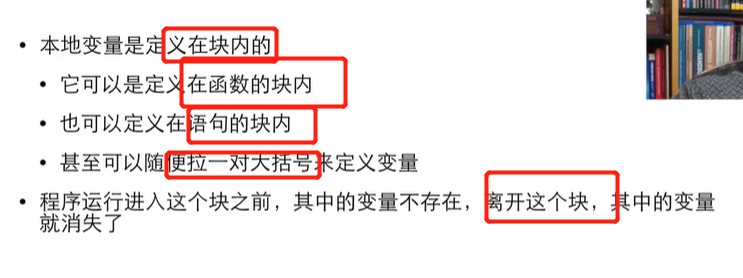 本地变量是定义在块内的
它可以是定义在函数的块内
也可以定义在语句的块内
甚至可以随便拉一对大括号来定义变量
程序运行进入这个块之前，其中的变量不存在，离开这个块，其中的变量
就消失了